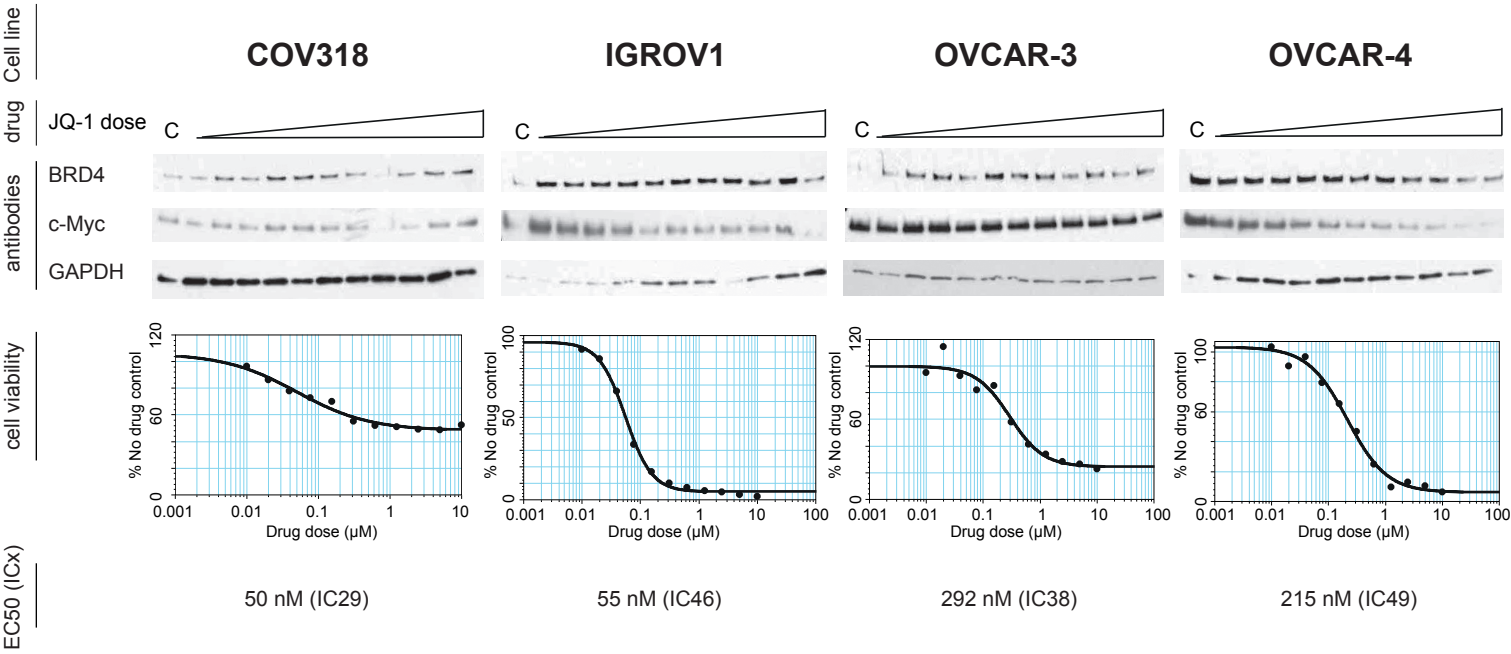 Cell line
COV318 IGROV1 OVCAR-3 OVCAR-4
drug
JQ-1 dose C C C C
antibodies
BRD4
c-Myc
GAPDH
cell viability
% No drug control
120
60
0
0.001 0.01 0.1 1 10
Drug dose (µM)
% No drug control
100
50
0
0.001 0.01 0.1 1 10 100
Drug dose (µM)
% No drug control
120
60
0
0.001 0.01 0.1 1 10 100
Drug dose (µM)
% No drug control
100
60
0
0.001 0.01 0.1 1 10 100
Drug dose (µM)
EC50 (ICx)
50 nM (IC29) 55 nM (IC46) 292 nM (IC38) 215 nM (IC49)